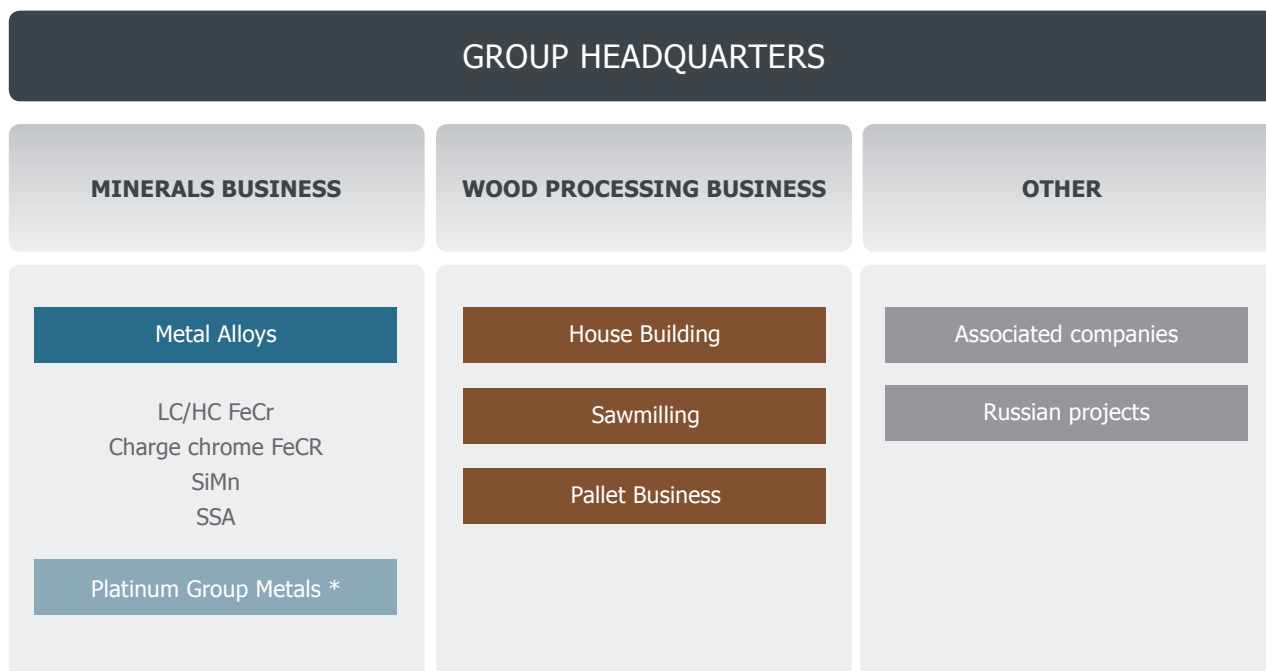 GROUP HEADQUARTERS
MINERALS BUSINESS
Metal Alloys
LC/HC FeCr
Charge chrome FeCR
SiMn
SSA
Platinum Group Metals *
WOOD PROCESSING BUSINESS
House Building
Sawmilling
Pallet Business
OTHER
Associated companies
Russian projects